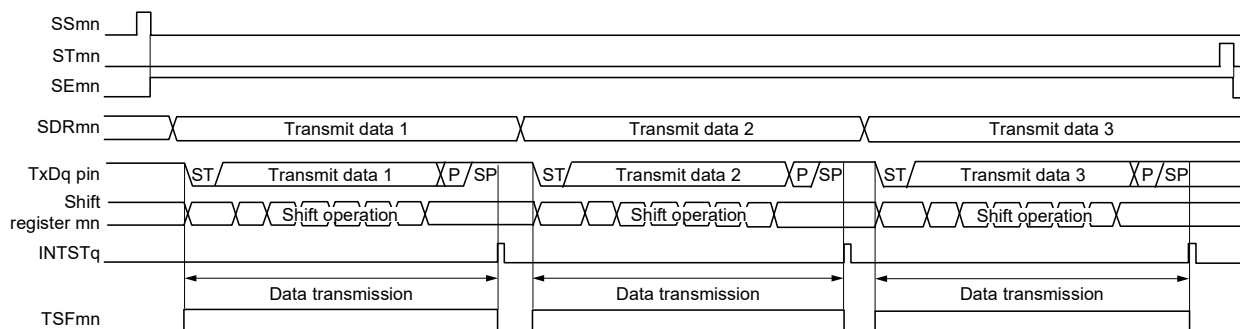 SSmn
STmn
SEmn
SDRmn Transmit data 1 Transmit data 2 Transmit data 3
TxDq pin ST Transmit data 1 P SP ST Transmit data 2 P SP ST Transmit data 3 P SP
Shift
register mn Shift operation Shift operation Shift operation
INTSTq
Data transmission Data transmission Data transmission
TSFmn